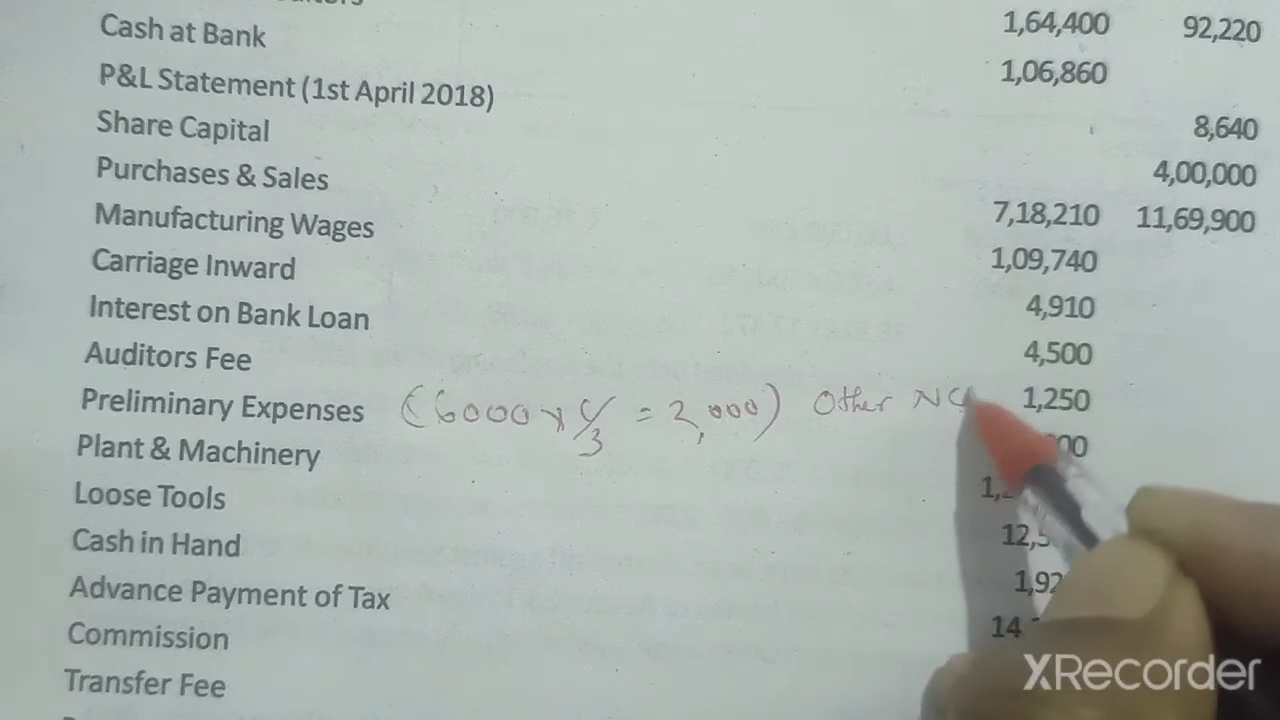 Cash at Bank 1,64,400 92,220
P&L Statement (1st April 2018) 1,06,860
Share Capital 8,640
Purchases & Sales 4,00,000
Manufacturing Wages 7,18,210 11,69,900
Carriage Inward 1,09,740
Interest on Bank Loan 4,910
Auditors Fee 4,500
Preliminary Expenses (6000 x 1/3 = 2,000) Other NC 1,250
Plant & Machinery
Loose Tools
Cash in Hand
Advance Payment of Tax
Commission
Transfer Fee
XRecorder